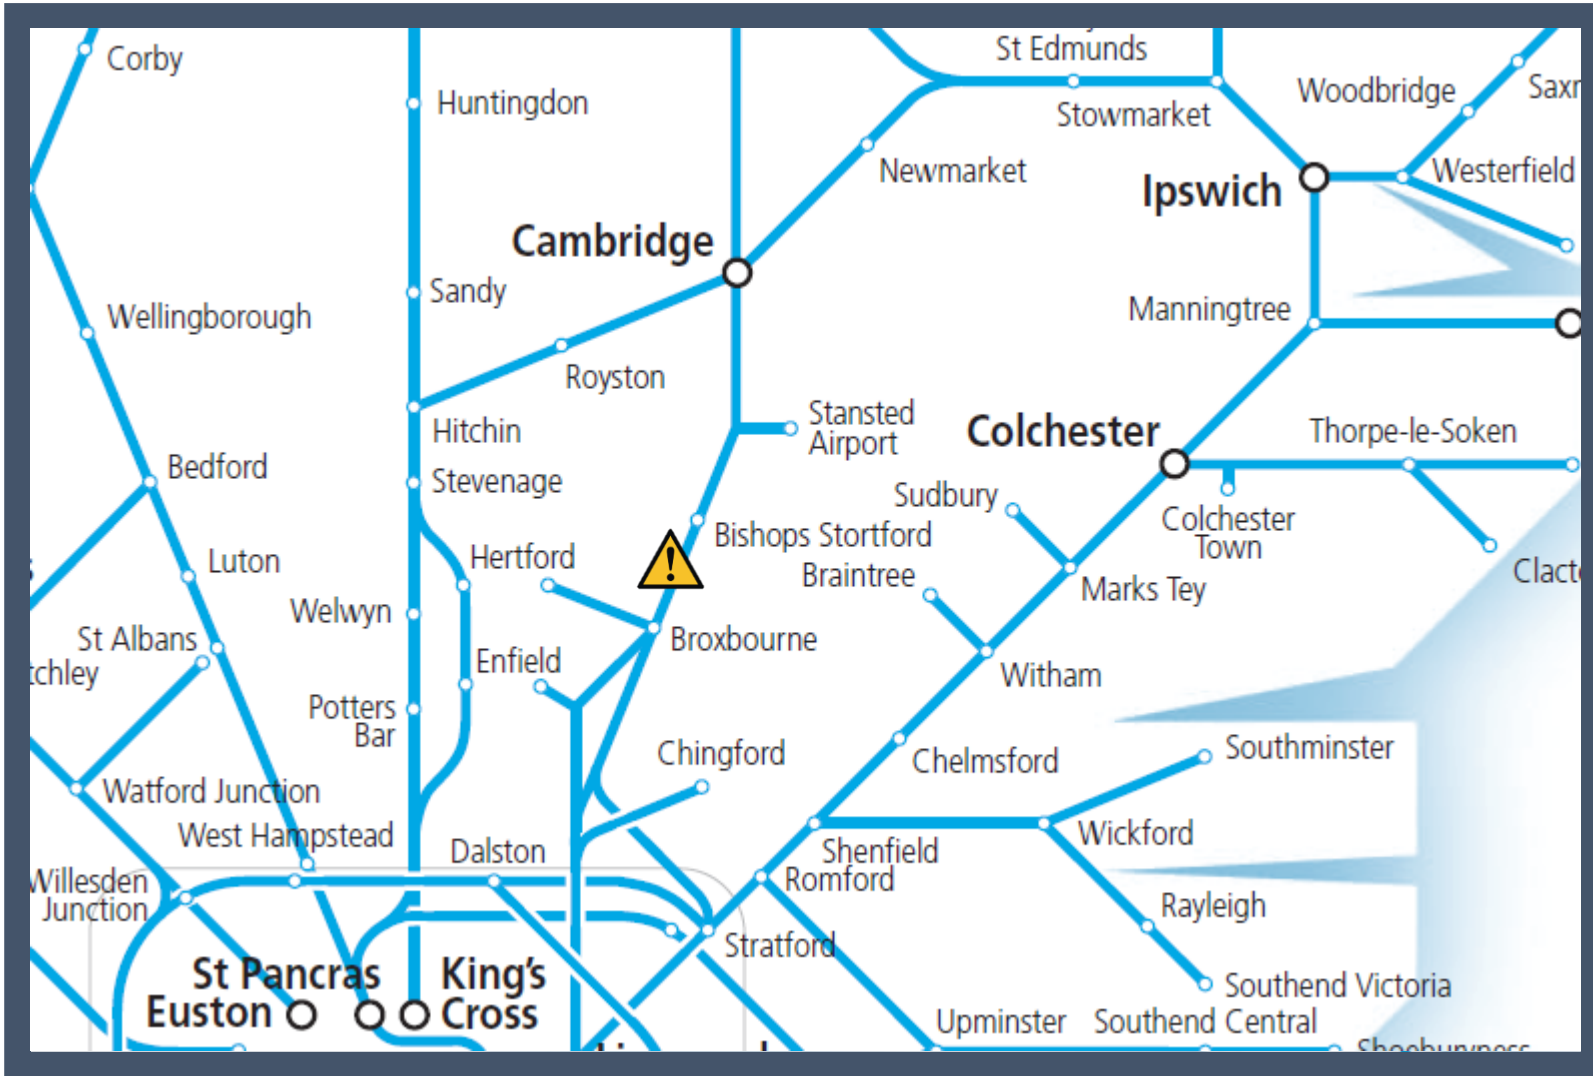 Corby
Huntingdon
St Edmunds
Stowmarket
Woodbridge
Newmarket
Ipswich
Westerfield
Cambridge
Sandy
Wellingborough
Royston
Manningtree
Hitchin
Stansted
Airport
Colchester
Thorpe-le-Soken
Bedford
Stevenage
Sudbury
Colchester
Town
Bishops Stortford
Hertford
Luton
Braintree
Marks Tey
Welwyn
St Albans
Broxbourne
Enfield
Witham
Potters
Bar
Chingford
Chelmsford
Southminster
Watford Junction
West Hampstead
Dalston
Wickford
Shenfield
Romford
Willesden
Junction
Rayleigh
Stratford
St Pancras
King's
Cross
Euston
Southend Victoria
Upminster
Southend Central
Shoeburyness